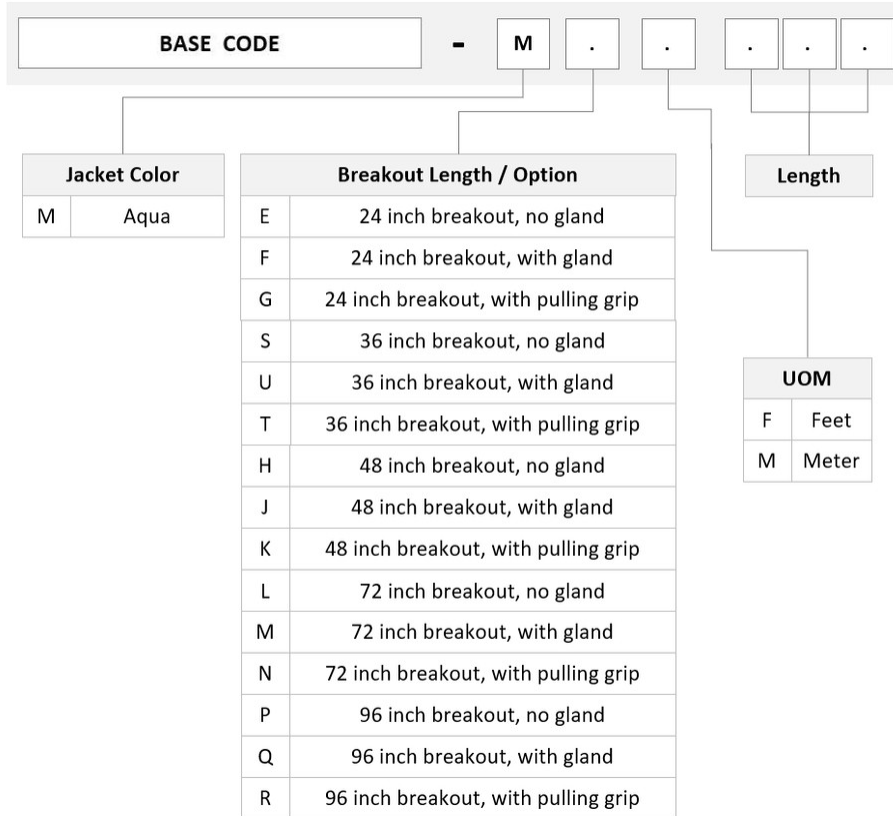 BASE CODE - M . . . . .
Jacket Color
M Aqua
Breakout Length / Option
E 24 inch breakout, no gland
F 24 inch breakout, with gland
G 24 inch breakout, with pulling grip
S 36 inch breakout, no gland
U 36 inch breakout, with gland
T 36 inch breakout, with pulling grip
H 48 inch breakout, no gland
J 48 inch breakout, with gland
K 48 inch breakout, with pulling grip
L 72 inch breakout, no gland
M 72 inch breakout, with gland
N 72 inch breakout, with pulling grip
P 96 inch breakout, no gland
Q 96 inch breakout, with gland
R 96 inch breakout, with pulling grip
Length
UOM
F Feet
M Meter